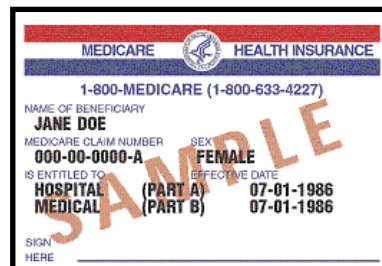 MEDICARE HEALTH INSURANCE
1-800-MEDICARE (1-800-633-4227)
NAME OF BENEFICIARY
JANE DOE
MEDICARE CLAIM NUMBER SEX
000-00-0000-A FEMALE
IS ENTITLED TO EFFECTIVE DATE
HOSPITAL (PART A) 07-01-1986
MEDICAL (PART B) 07-01-1986
SIGN
HERE
SAMPLE